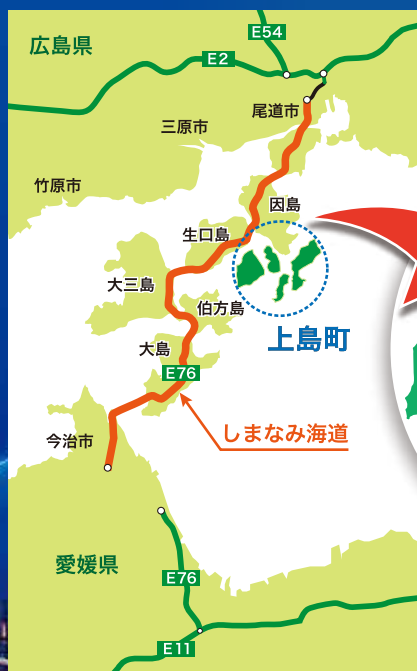 E54
広島県
E2
尾道市
三原市
竹原市
因島
生口島
大三島
伯方島
上島町
大島
E76
しまなみ海道
今治市
愛媛県
E76
E11